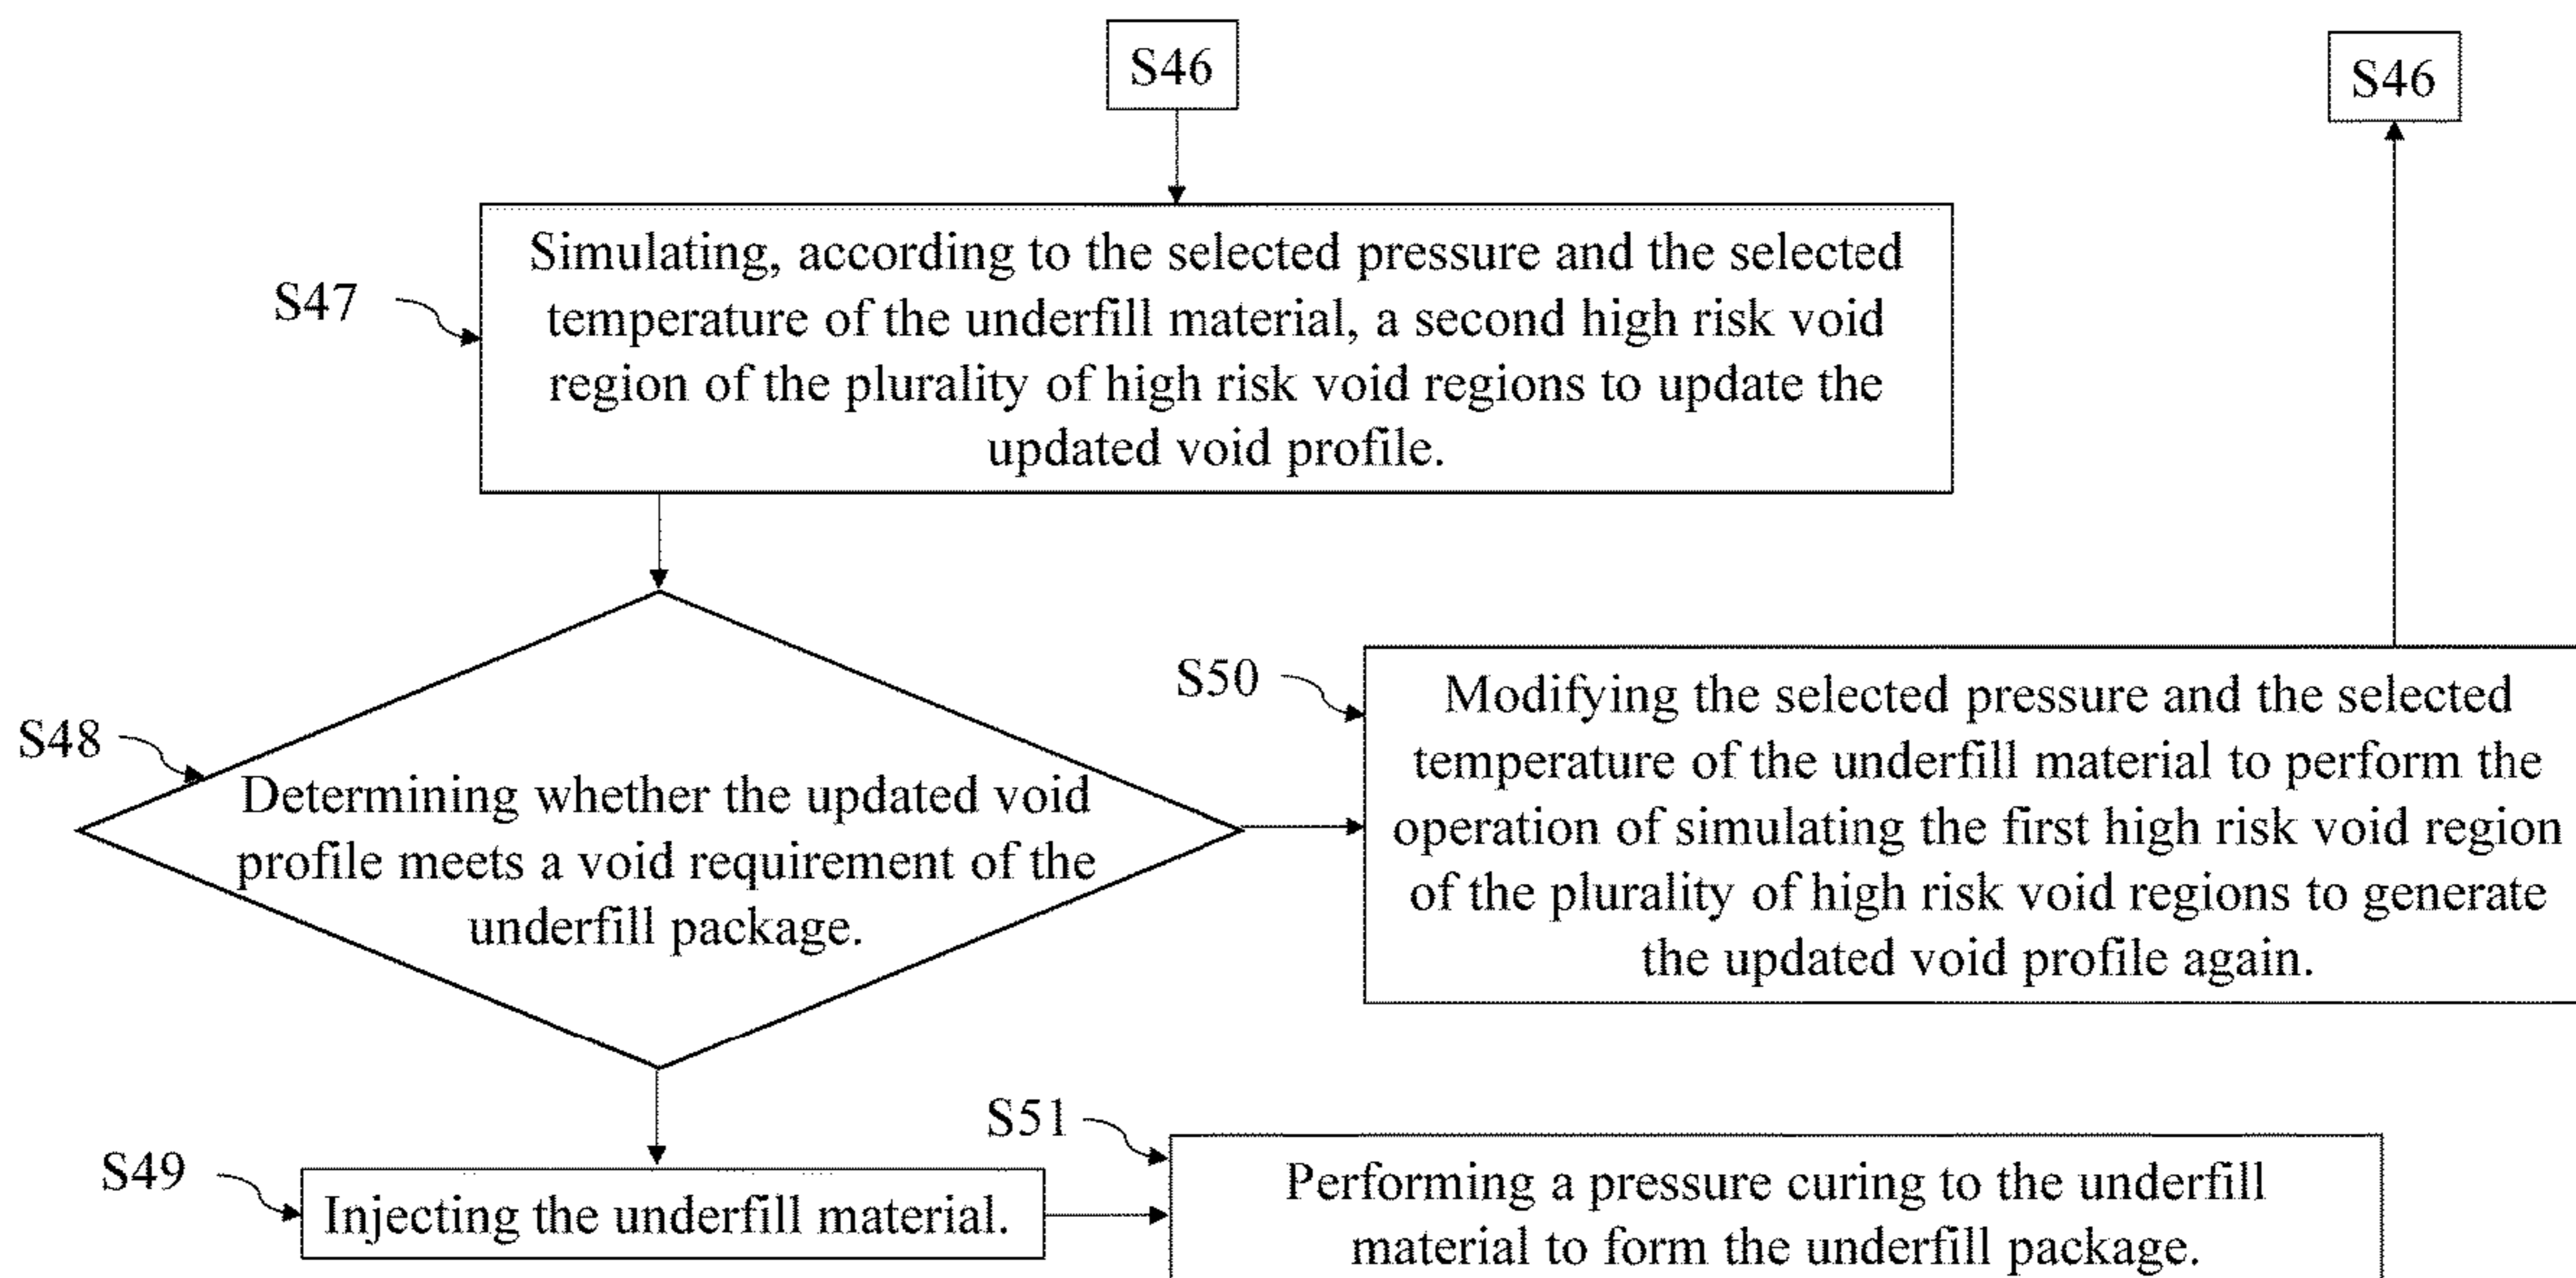 S46
S46
S47
Simulating, according to the selected pressure and the selected
temperature of the underfill material, a second high risk void
region of the plurality of high risk void regions to update the
updated void profile.
S48
Determining whether the updated void
profile meets a void requirement of the
underfill package.
S50
Modifying the selected pressure and the selected
temperature of the underfill material to perform the
operation of simulating the first high risk void region
of the plurality of high risk void regions to generate
the updated void profile again.
S49
Injecting the underfill material.
S51
Performing a pressure curing to the underfill
material to form the underfill package.